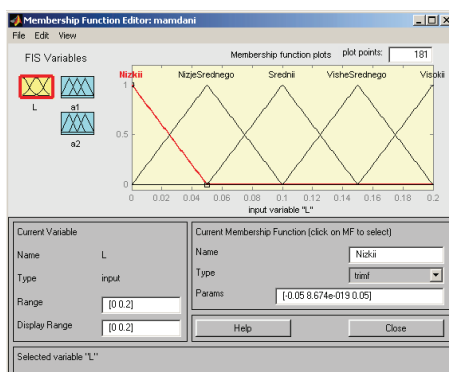 Membership Function Editor: mamdani
File Edit View
FIS Variables
L
a1
a2
Membership function plots
plot points:
181
Nizkii
NizjeSrednego
Srednii
VisheSrednego
Visokii
1
0.5
0
0 0.02 0.04 0.06 0.08 0.1 0.12 0.14 0.16 0.18 0.2
input variable "L"
Current Variable
Name L
Type input
Range [0 0.2]
Display Range [0 0.2]
Current Membership Function (click on MF to select)
Name Nizkii
Type trimf
Params [-0.05 8.674e-019 0.05]
Help Close
Selected variable "L"